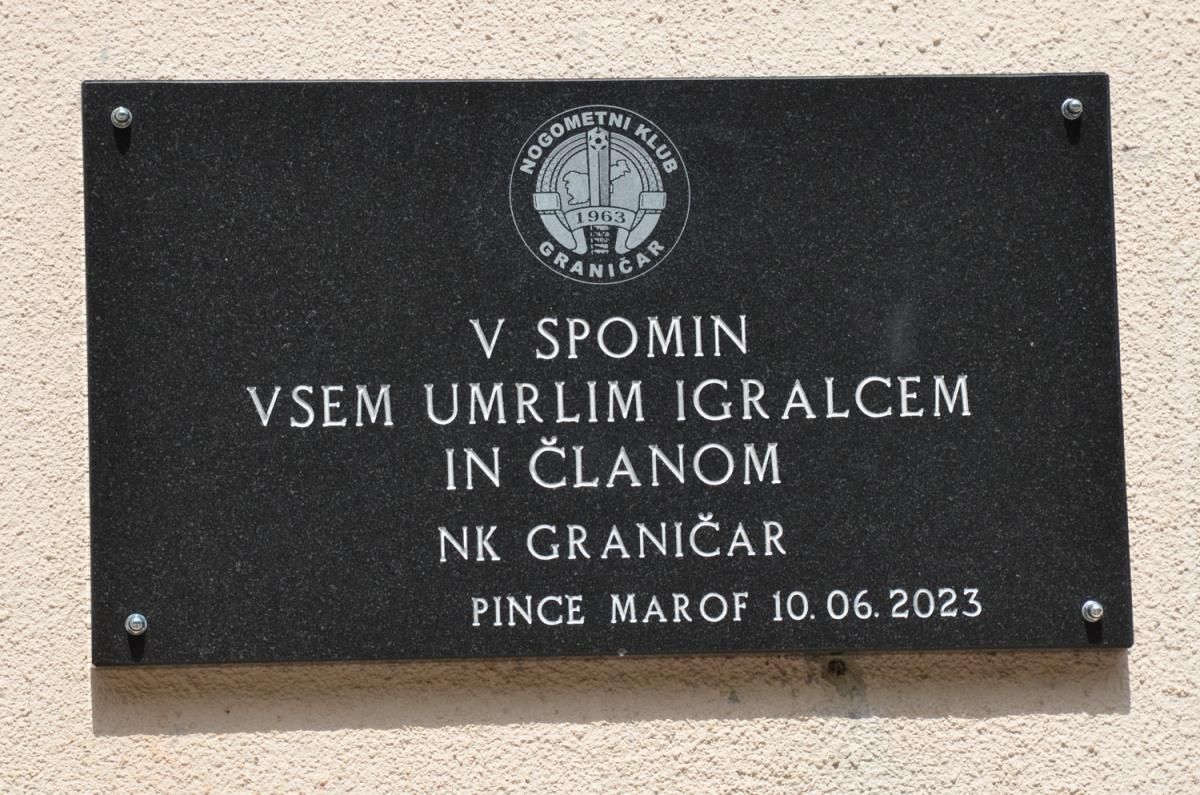 NOGOMETNI KLUB
1963
GRANIČAR
V SPOMIN
VSEM UMRLIM IGRALCEM
IN ČLANOM
NK GRANIČAR
PINCE MAROF 10.06.2023